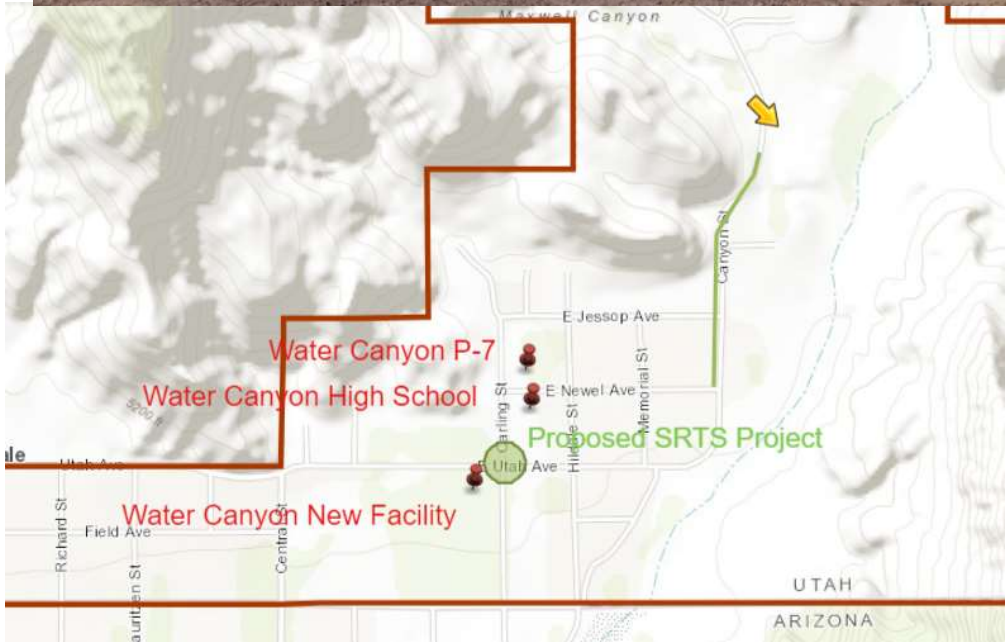 Maxwell Canyon
Canyon St
E Jessop Ave
Water Canyon P-7
Memorial St
Water Canyon High School
E Newel Ave
5200 ft
Carling St
Hildale St
Proposed SRTS Project
ale
Utah Ave
E Utah Ave
Water Canyon New Facility
Richard St
Field Ave
Central St
auritzen St
UTAH
ARIZONA